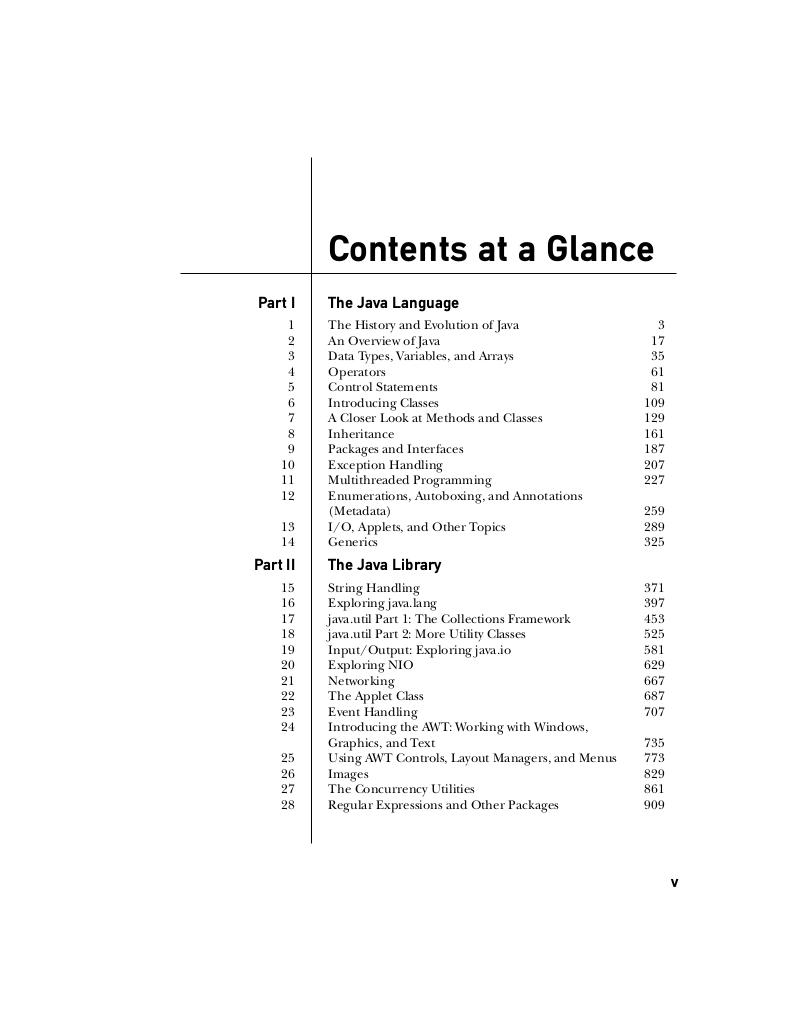 Contents at a Glance
Part I The Java Language
1 The History and Evolution of Java 3
2 An Overview of Java 17
3 Data Types, Variables, and Arrays 35
4 Operators 61
5 Control Statements 81
6 Introducing Classes 109
7 A Closer Look at Methods and Classes 129
8 Inheritance 161
9 Packages and Interfaces 187
10 Exception Handling 207
11 Multithreaded Programming 227
12 Enumerations, Autoboxing, and Annotations
(Metadata) 259
13 I/O, Applets, and Other Topics 289
14 Generics 325
Part II The Java Library
15 String Handling 371
16 Exploring java.lang 397
17 java.util Part 1: The Collections Framework 453
18 java.util Part 2: More Utility Classes 525
19 Input/Output: Exploring java.io 581
20 Exploring NIO 629
21 Networking 667
22 The Applet Class 687
23 Event Handling 707
24 Introducing the AWT: Working with Windows,
Graphics, and Text 735
25 Using AWT Controls, Layout Managers, and Menus 773
26 Images 829
27 The Concurrency Utilities 861
28 Regular Expressions and Other Packages 909
v